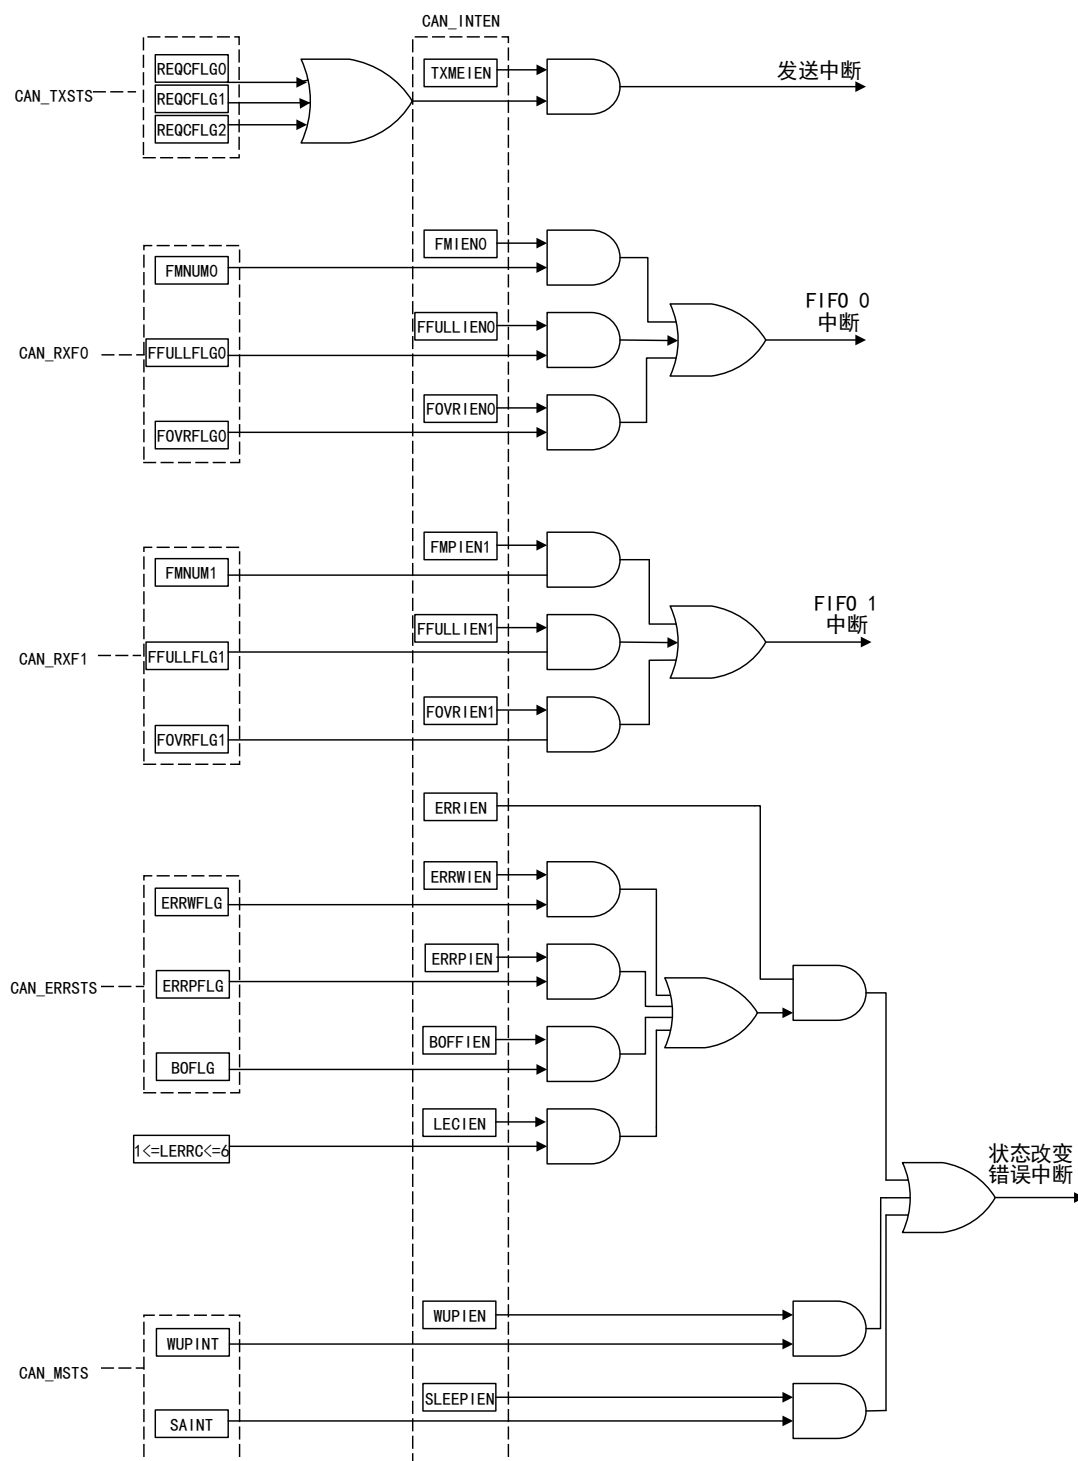 CAN_INTEN
REQCFLG0
TXMEIEN
发送中断
CAN_TXSTS
REQCFLG1
REQCFLG2
FMIEN0
FMNUM0
FIFO 0
中断
FFULLIEN0
CAN_RXF0
FFULLFLG0
FOVRIEN0
FOVRFLG0
FMPIEN1
FMNUM1
FIFO 1
中断
FFULLIEN1
CAN_RXF1
FFULLFLG1
FOVRIEN1
FOVRFLG1
ERRIEN
ERRWIEN
ERRWFLG
ERRPIEN
CAN_ERRSTS
ERRPFLG
BOFFIEN
BOFLG
LECIEN
1<=LERRC<=6
状态改变
错误中断
WUPIEN
WUPINT
CAN_MSTS
SLEEPIEN
SAINT